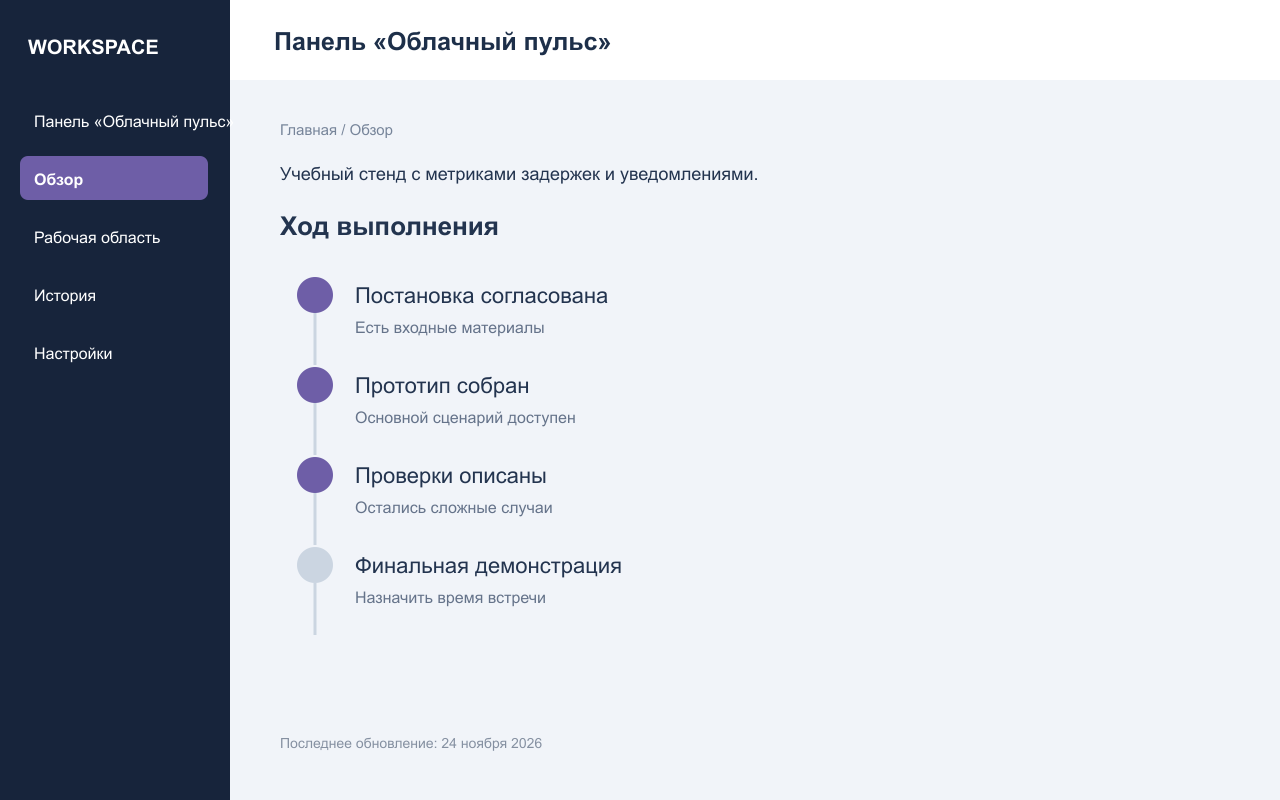 WORKSPACE
Панель «Облачный пульс»
Обзор
Рабочая область
История
Настройки
Панель «Облачный пульс»
Главная / Обзор
Учебный стенд с метриками задержек и уведомлениями.
Ход выполнения
Постановка согласована
Есть входные материалы
Прототип собран
Основной сценарий доступен
Проверки описаны
Остались сложные случаи
Финальная демонстрация
Назначить время встречи
Последнее обновление: 24 ноября 2026